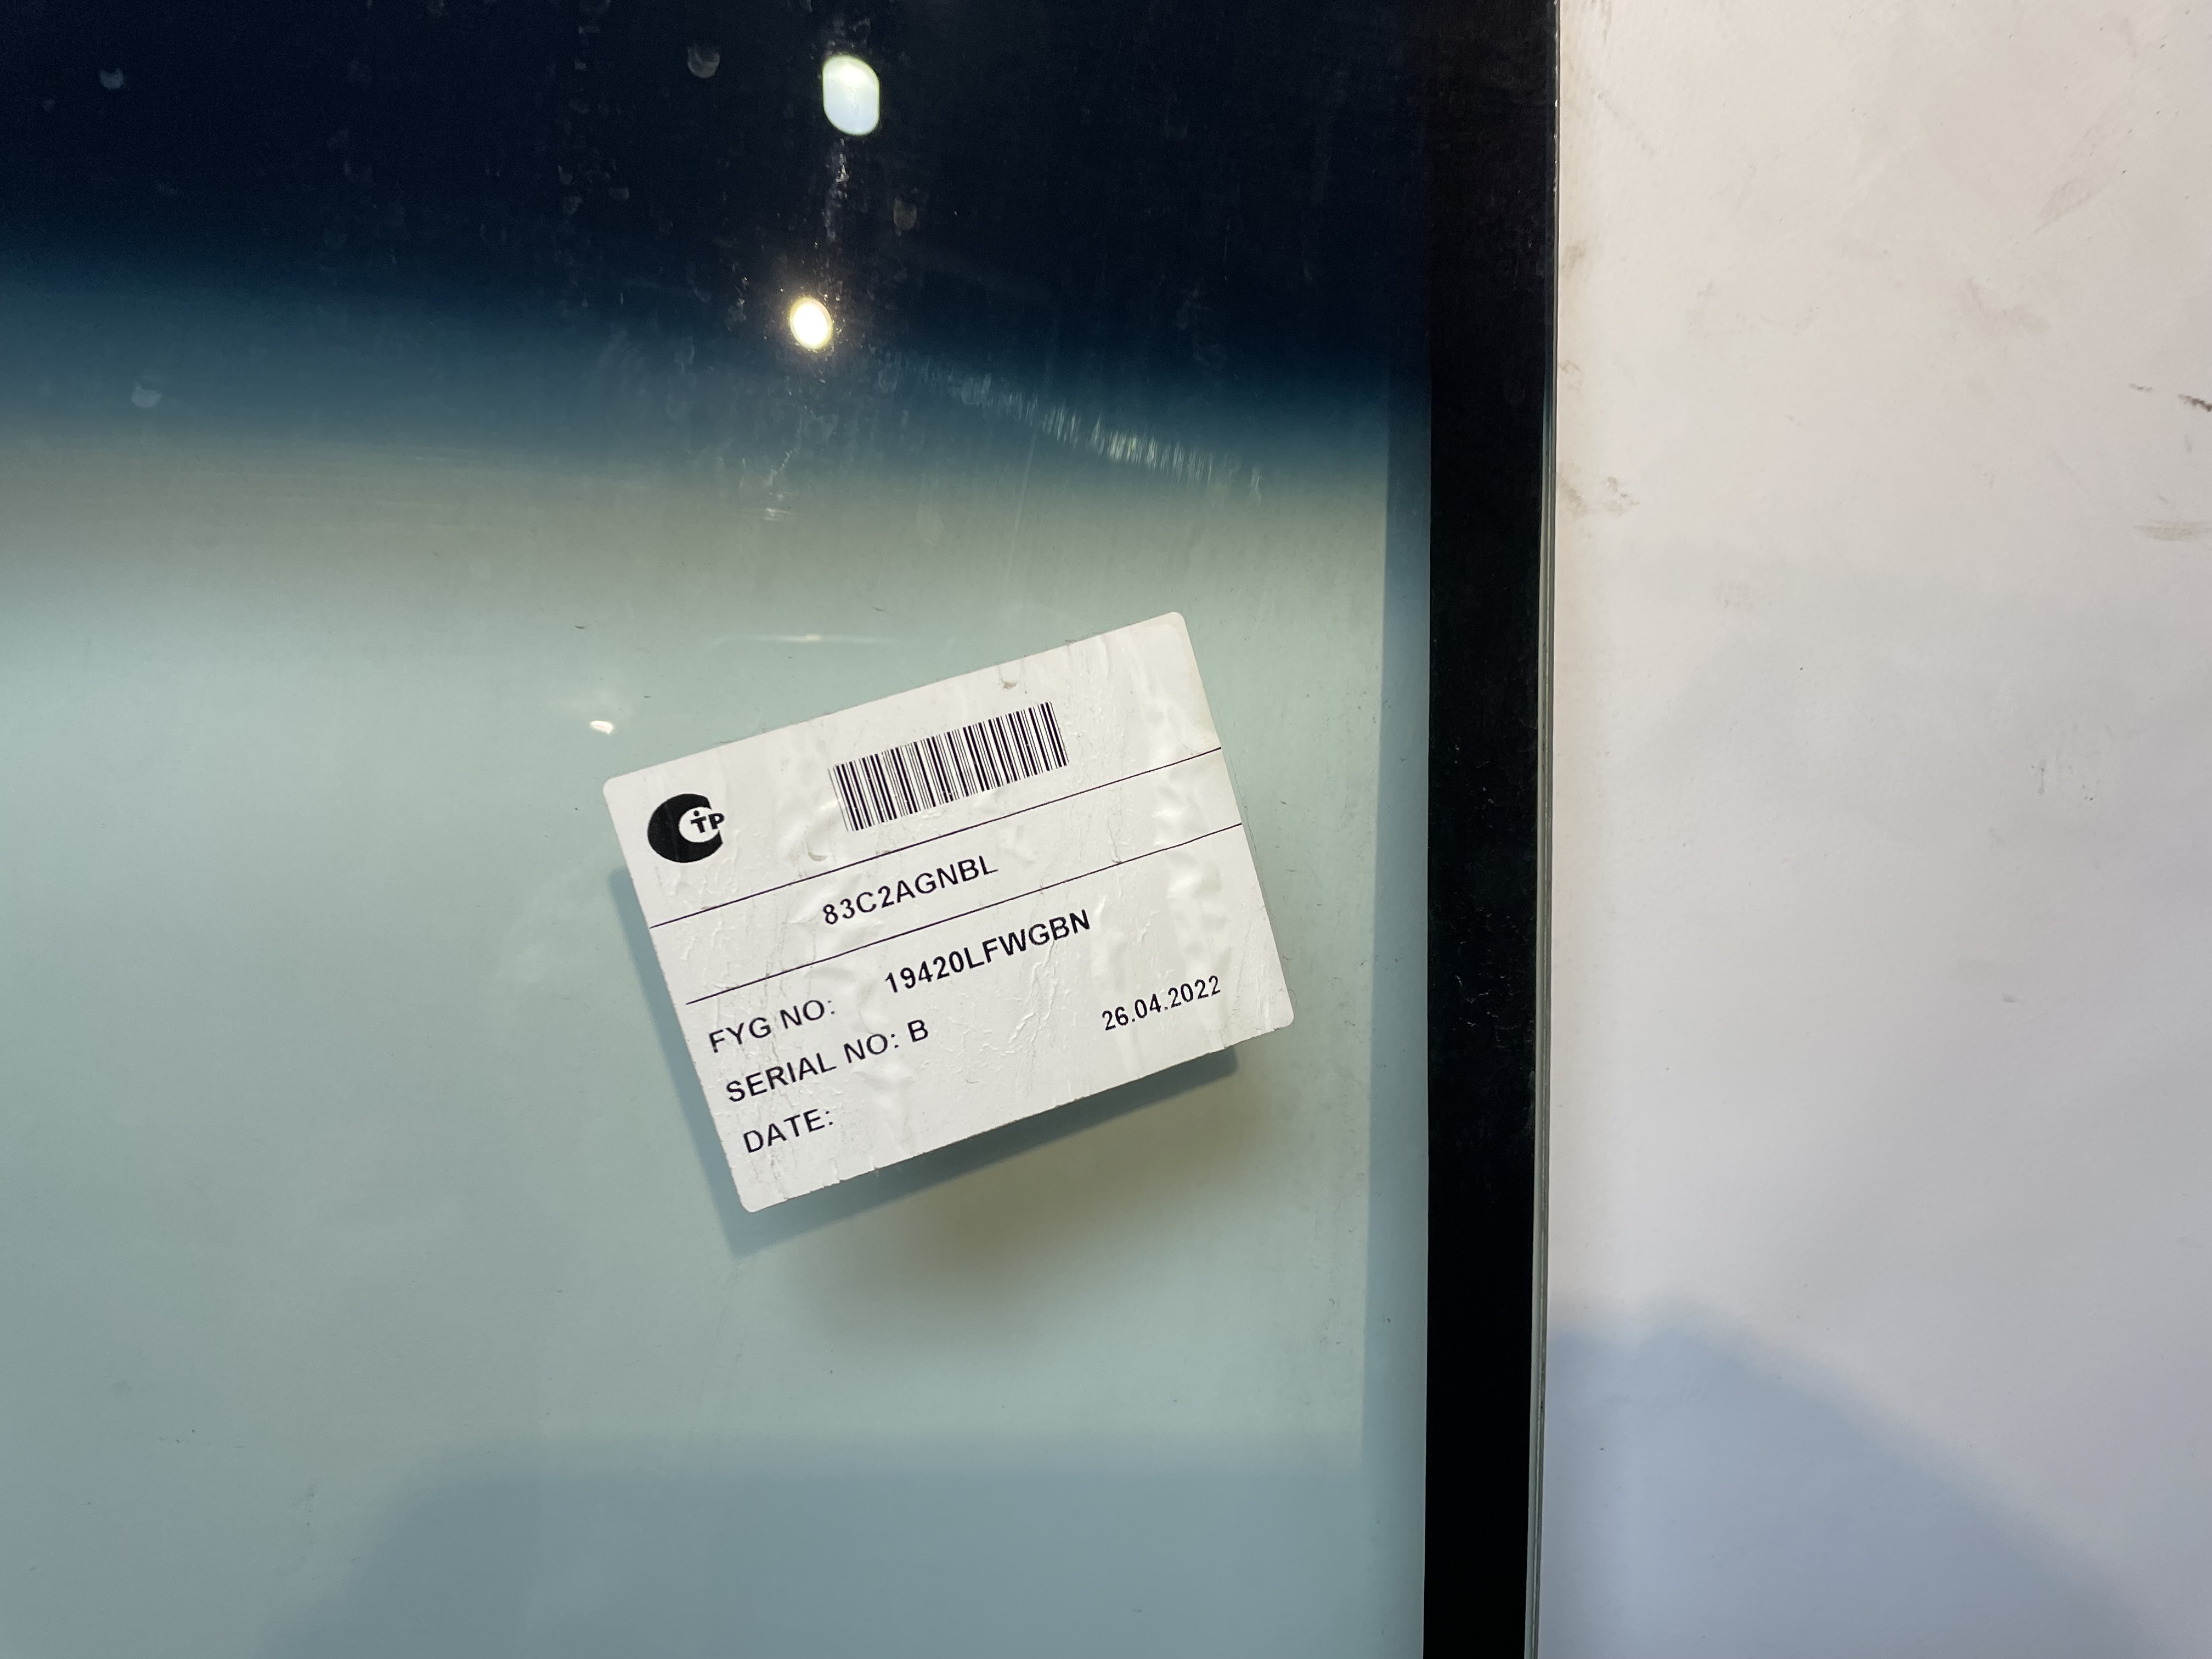 TP
83C2AGNBL
FYG NO: 19420LFWGBN
SERIAL NO: B
DATE: 26.04.2022